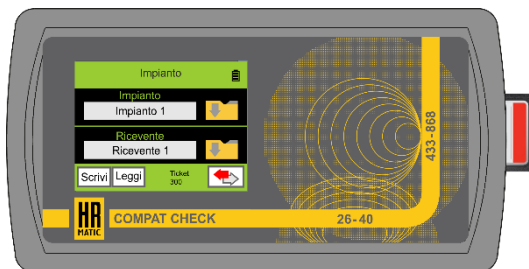 Impianto
Impianto
Impianto 1
Ricevente
Ricevente 1
Scrivi Leggi Ticket
300
HR
MATIC
COMPAT CHECK
26-40
433-868